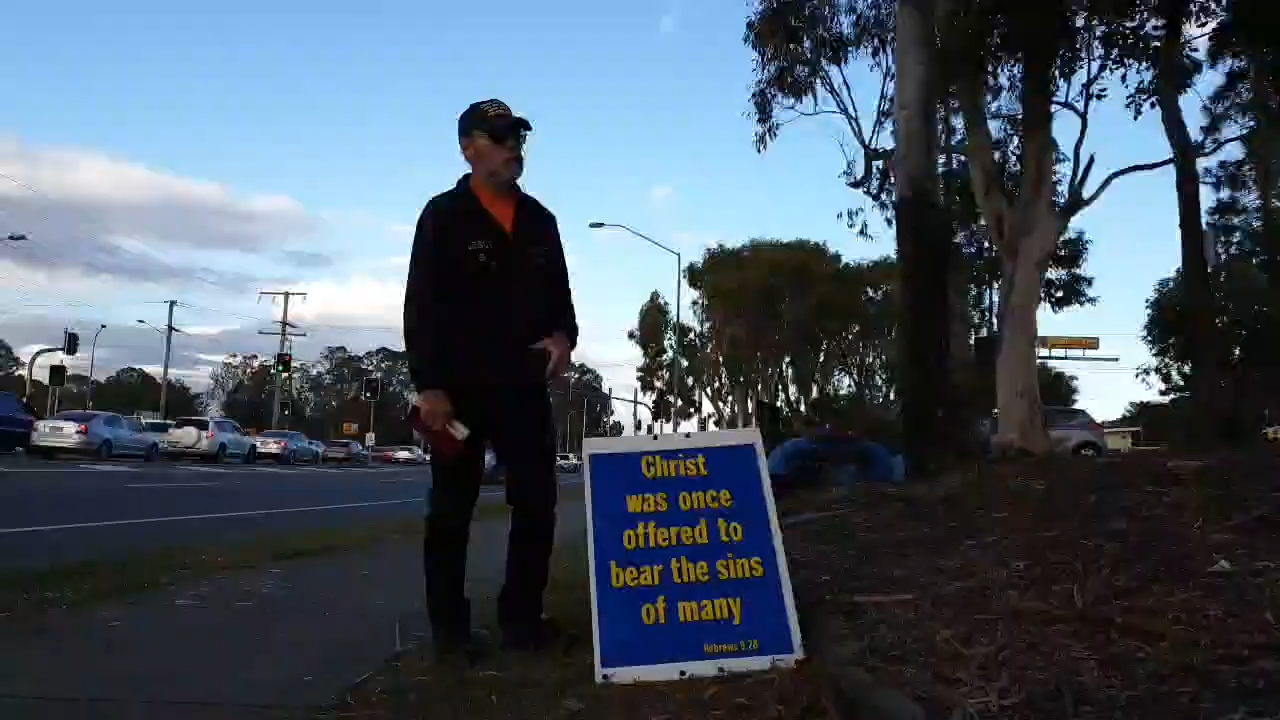 Christ
was once
offered to
bear the sins
of many
Hebrews 9.28